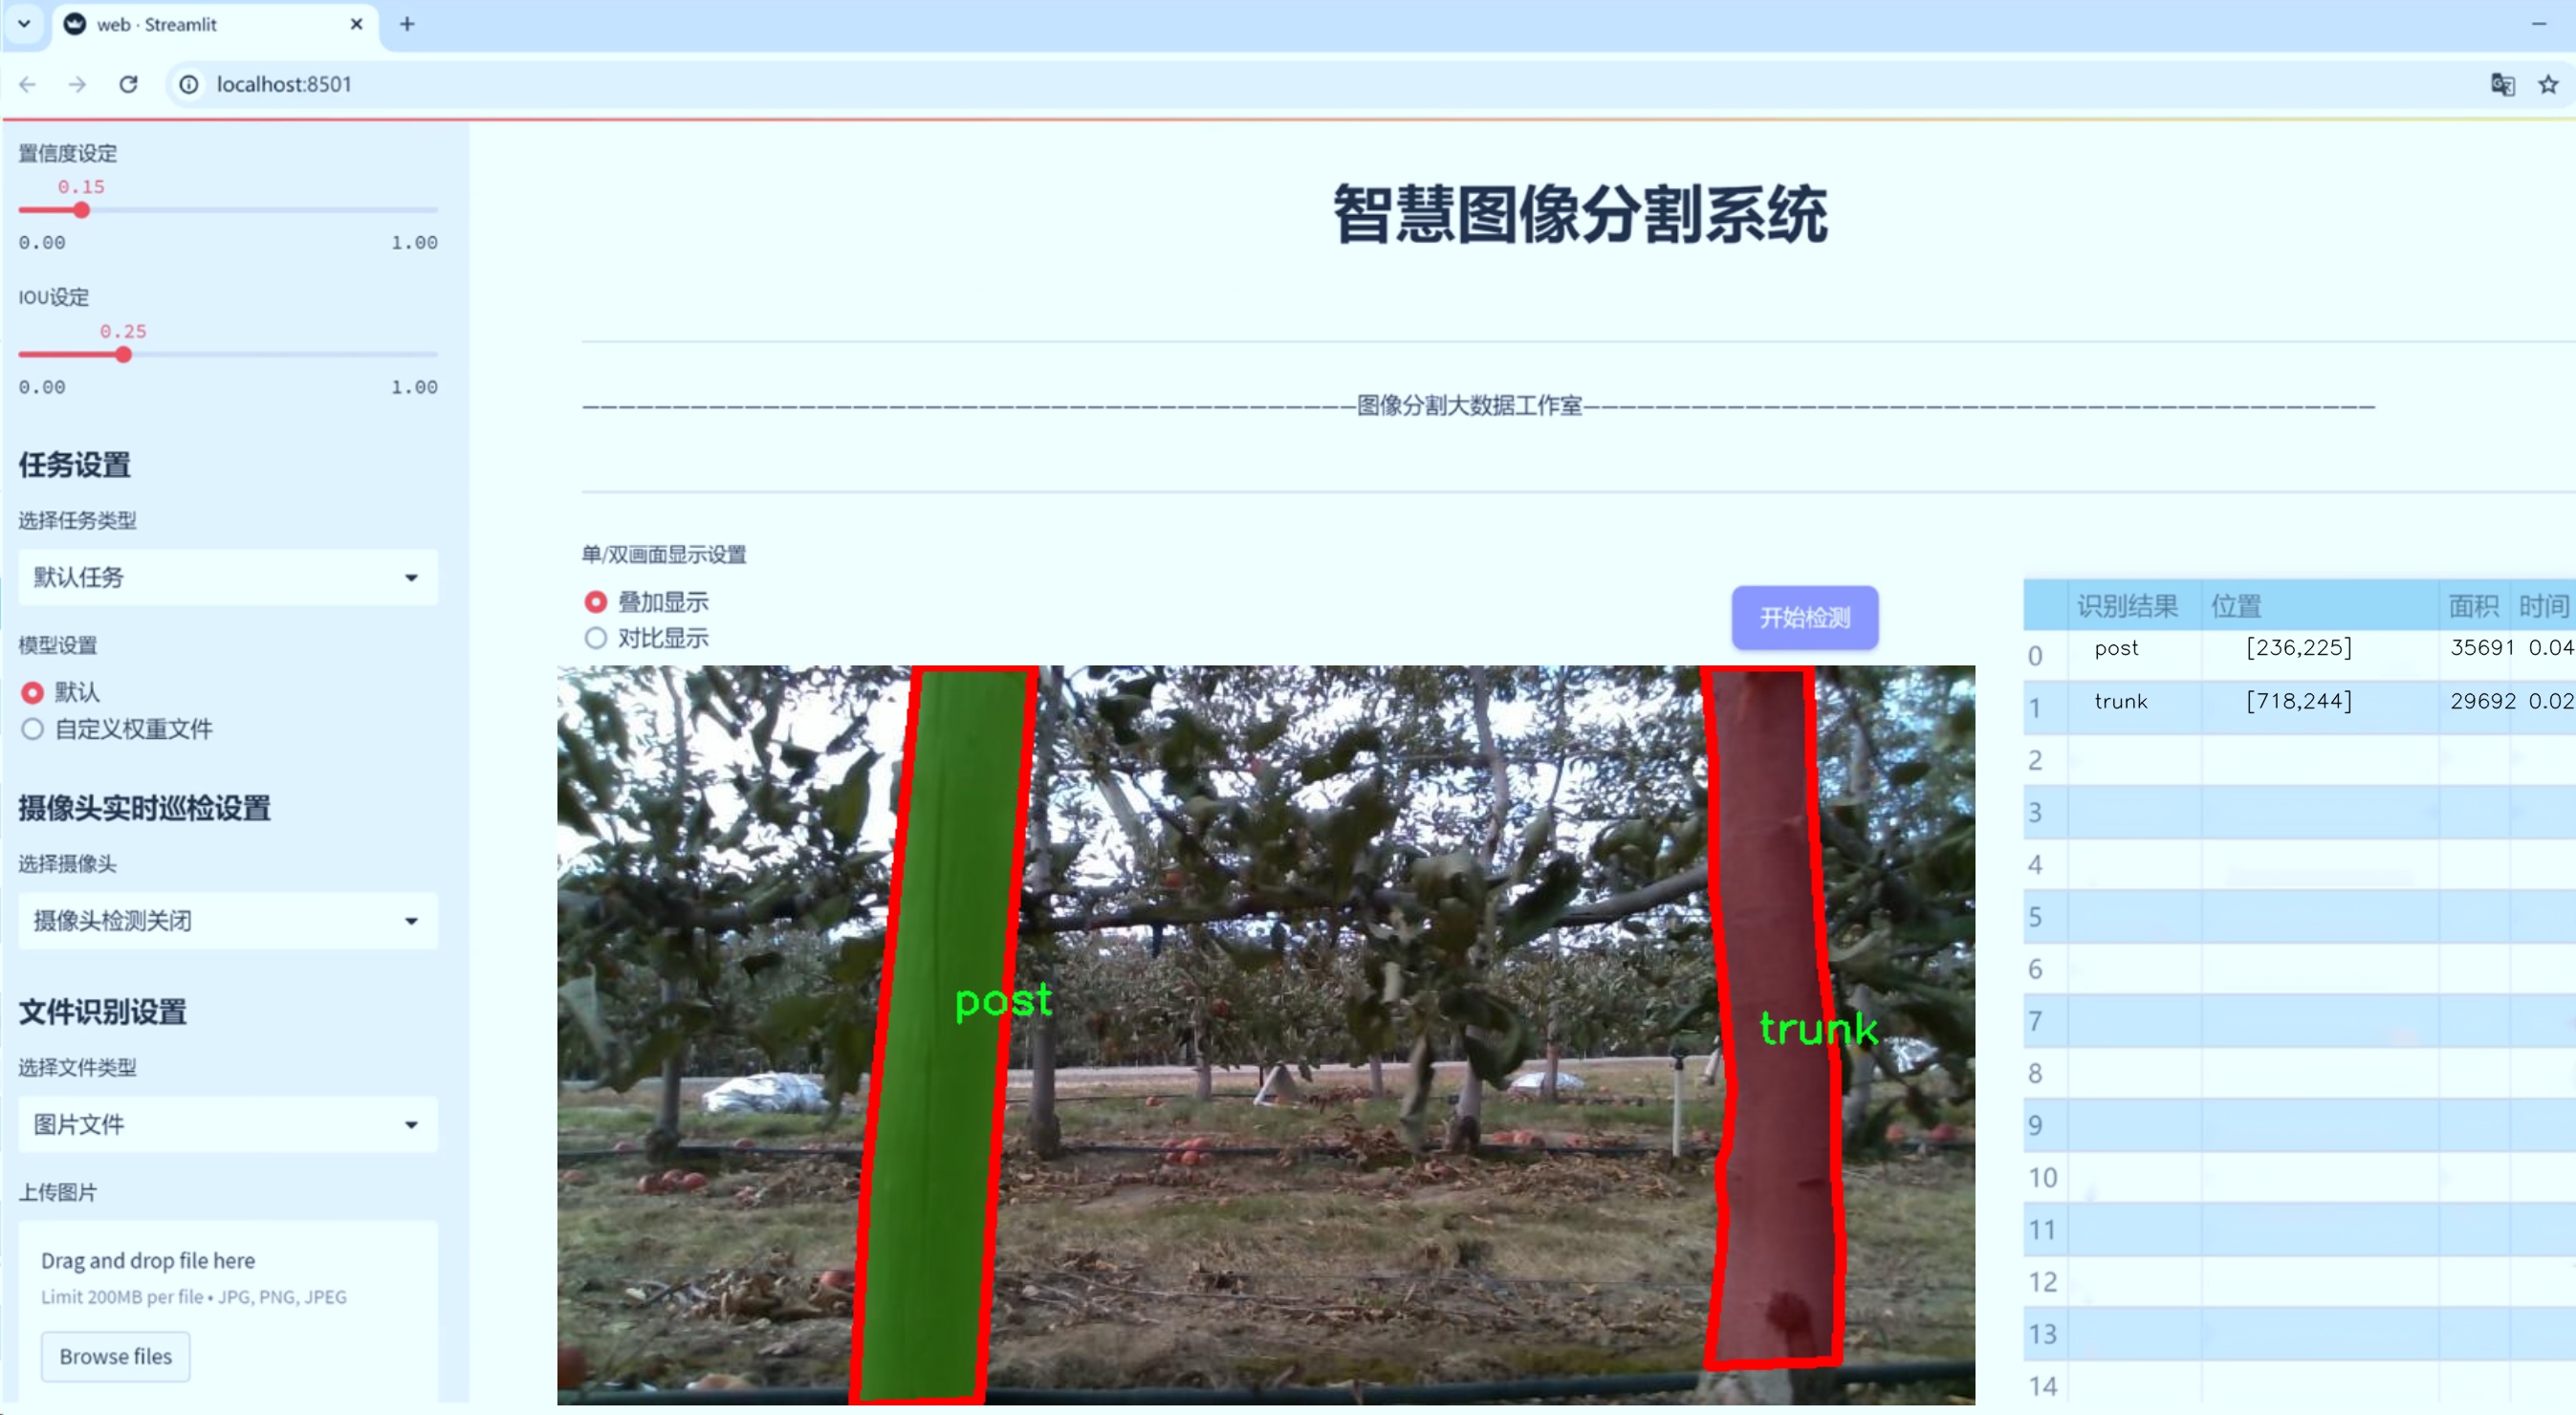 web · Streamlit
localhost:8501
置信度设定
0.15
0.00 1.00
IOU设定
0.25
0.00 1.00
任务设置
选择任务类型
默认任务
模型设置
默认
自定义权重文件
摄像头实时巡检设置
选择摄像头
摄像头检测关闭
文件识别设置
选择文件类型
图片文件
上传图片
Drag and drop file here
Limit 200MB per file • JPG, PNG, JPEG
Browse files
智慧图像分割系统
图像分割大数据工作室
单/双画面显示设置
叠加显示
对比显示
开始检测
post
trunk
识别结果 位置 面积 时间
0 post [236,225] 35691 0.04
1 trunk [718,244] 29692 0.02
2
3
4
5
6
7
8
9
10
11
12
13
14